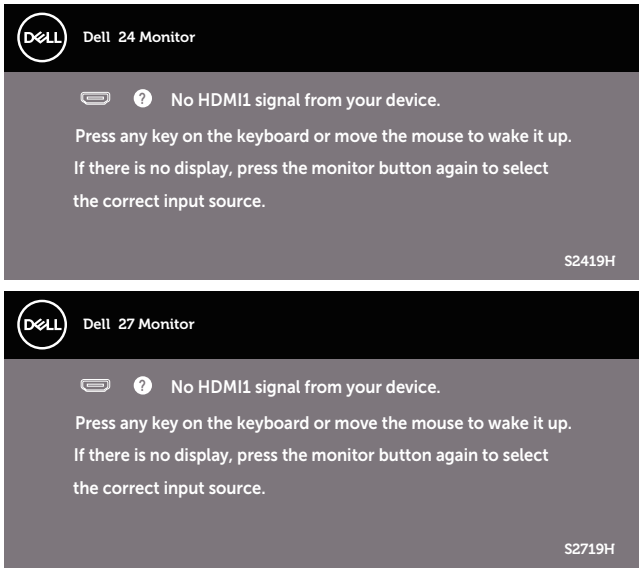 DELL Dell 24 Monitor
? No HDMI1 signal from your device.
Press any key on the keyboard or move the mouse to wake it up.
If there is no display, press the monitor button again to select
the correct input source.
S2419H
DELL Dell 27 Monitor
? No HDMI1 signal from your device.
Press any key on the keyboard or move the mouse to wake it up.
If there is no display, press the monitor button again to select
the correct input source.
S2719H